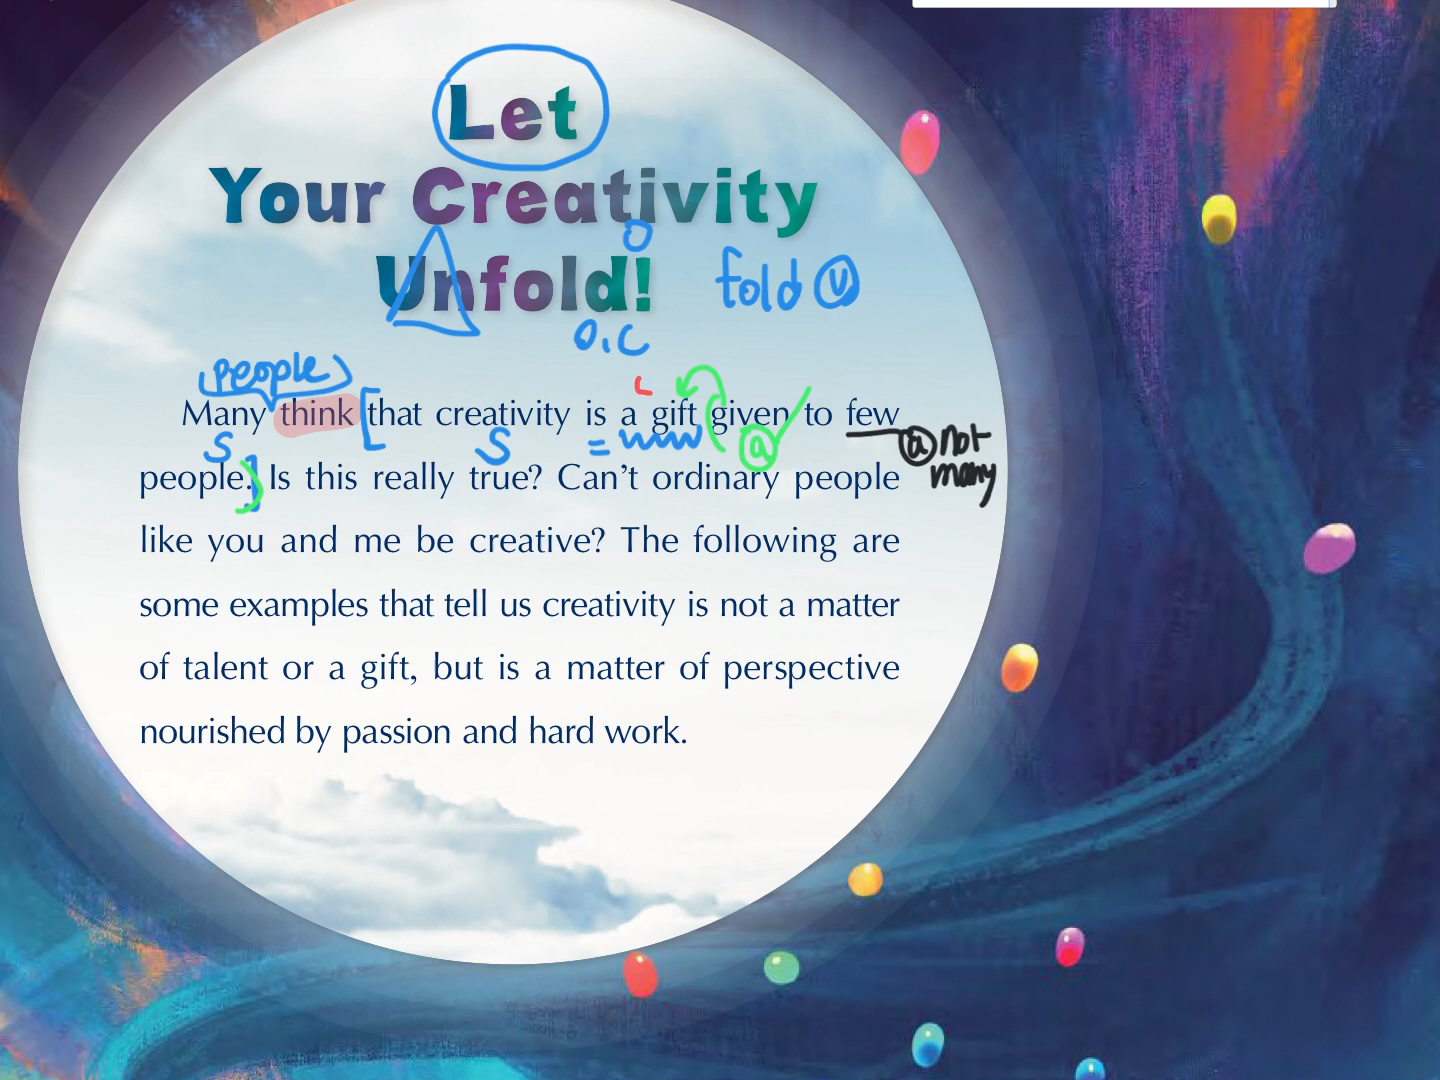 Let
Your Creativity
Unfold!
O
fold v
O.C
people
Many think that creativity is a gift given to few
S
S
a
a not
many
people. Is this really true? Can't ordinary people
like you and me be creative? The following are
some examples that tell us creativity is not a matter
of talent or a gift, but is a matter of perspective
nourished by passion and hard work.